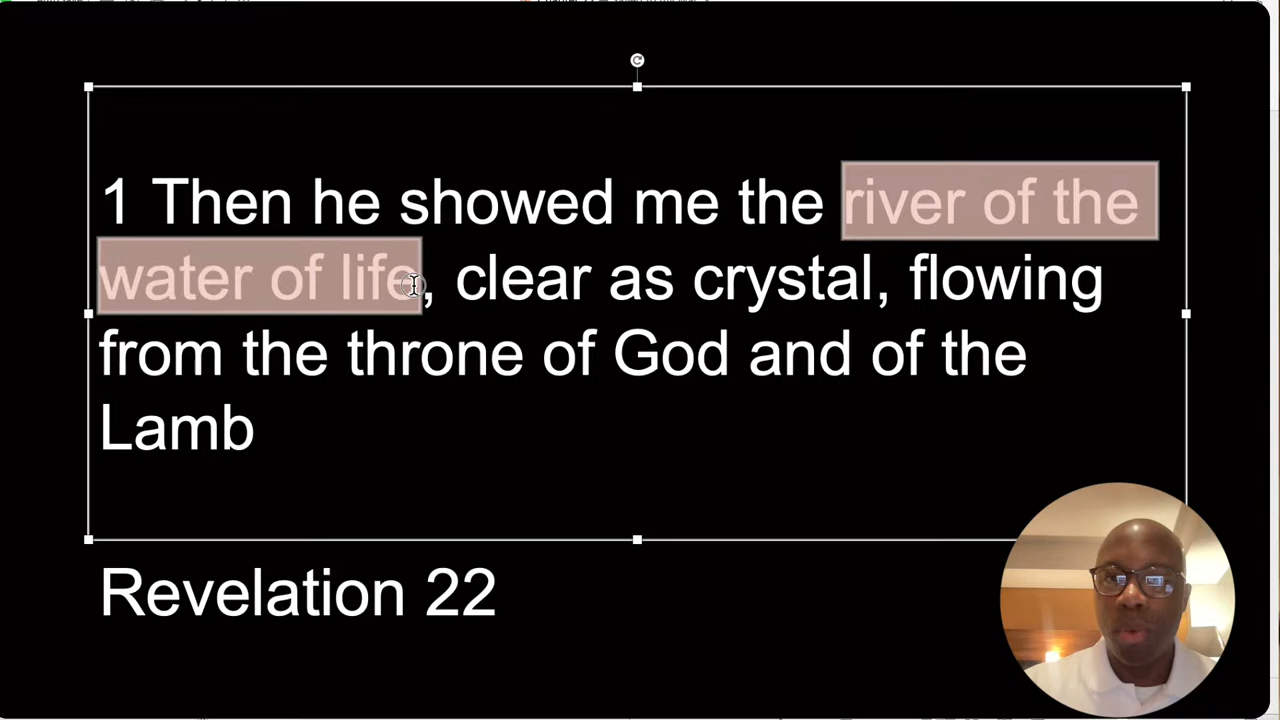 1 Then he showed me the river of the
water of life, clear as crystal, flowing
from the throne of God and of the
Lamb
Revelation 22